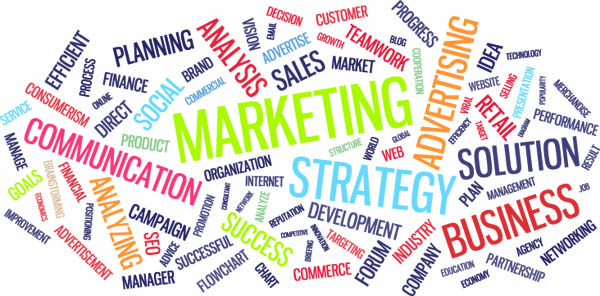 EFFICIENT
PROCESS
PLANNING
FINANCE
ANALYSIS
VISION
EMAIL
DECISION
ADVERTISE
GROWTH
CUSTOMER
TEAMWORK
BLOG
PROGRESS
COOPERATION
ADVERTISING
IDEA
TECHNOLOGY
SERVICE
CONSUMERISM
ONLINE
DIRECT
SOCIAL
BRAND
COMMERCIAL
SALES
MARKET
WEBSITE
VIRAL
SELLING
PRESENTATION
POPULARITY
MERCHANDISE
MARKETING
EFFICIENCY
TARGET
RETAIL
PERFORMANCE
COMMUNICATION
PRODUCT
STRUCTURE
WORLD
GLOBAL
WEB
SOLUTION
RESULT
MANAGE
GOALS
BRAINSTORMING
ECONOMICS
FINANCIAL
POSITIONING
ANALYZING
ORGANIZATION
STRATEGY
PLAN
MANAGEMENT
JOB
INTERNET
CONSULTANT
NETWORK
ANALYZE
IMPROVEMENT
ADVERTISEMENT
CAMPAIGN
SEO
ADVICE
PROMOTION
SUCCESS
REPUTATION
DEVELOPMENT
BUSINESS
MANAGER
SUCCESSFUL
FLOWCHART
CHART
COMPETITIVE
BRIEFING
INNOVATION
TARGETING
COMMERCE
FORUM
INDUSTRY
COMPANY
EDUCATION
ECONOMY
PARTNERSHIP
AGENCY
NETWORKING